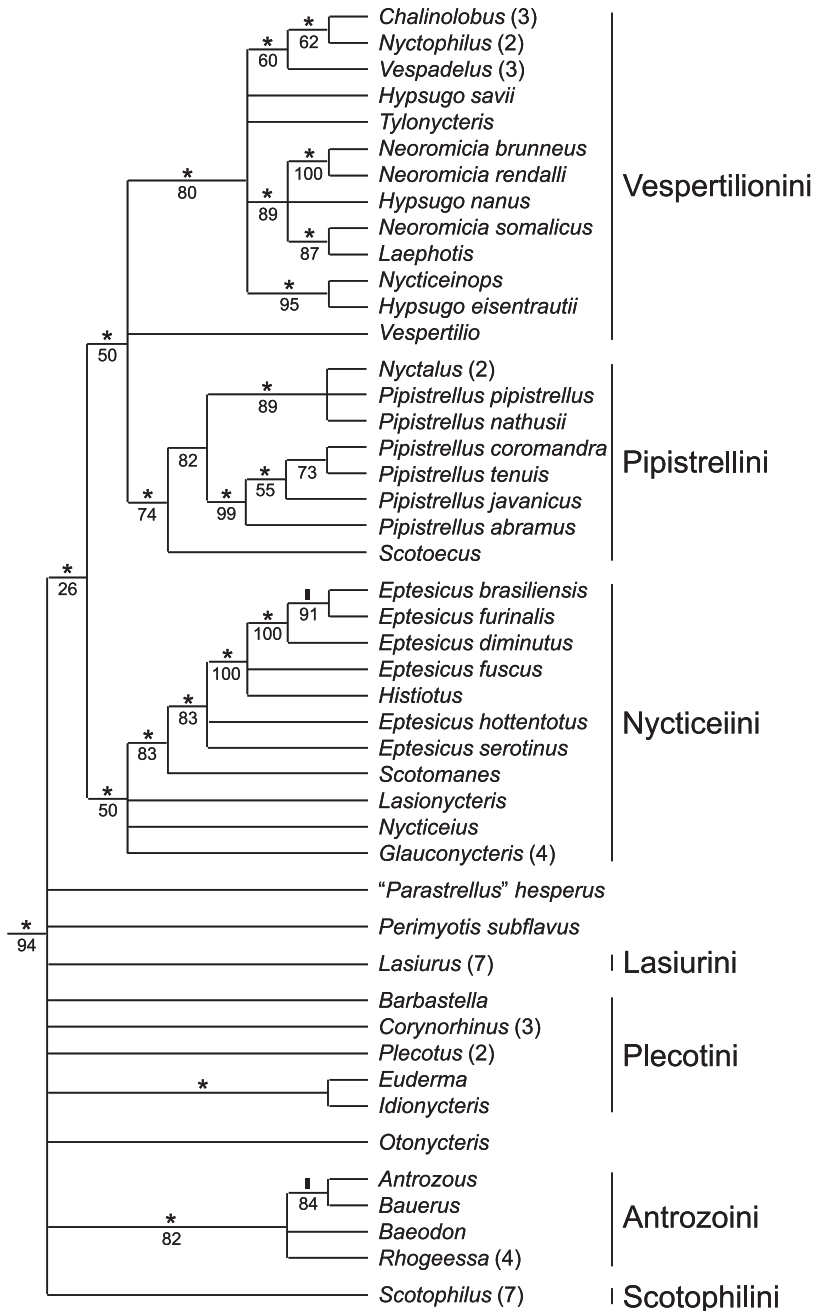 Chalinolobus (3)
*
* 62 Nyctophilus (2)
60 Vespadelus (3)
Hypsugo savii
Tylonycteris
* Neoromicia brunneus
* 100 Neoromicia rendalli
80 * Hypsugo nanus
89 * Neoromicia somalicus
87 Laephotis
* Nycticeinops
95 Hypsugo eisentrautii
* Vespertilio
50
Vespertilionini
Nyctalus (2)
* Pipistrellus pipistrellus
89 Pipistrellus nathusii
Pipistrellus coromandra
82 * 73 Pipistrellus tenuis
* * 55 Pipistrellus javanicus
74 99 Pipistrellus abramus
Scotoecus
Pipistrellini
*
26
Eptesicus brasiliensis
* 91 Eptesicus furinalis
100 Eptesicus diminutus
* Eptesicus fuscus
100 Histiotus
* Eptesicus hottentotus
83
* Eptesicus serotinus
83 Scotomanes
* Lasionycteris
50 Nycticeius
Glauconycteris (4)
Nycticeiini
“Parastrellus” hesperus
* Perimyotis subflavus
94
Lasiurus (7) Lasiurini
Barbastella
Corynorhinus (3)
Plecotus (2)
* Euderma
Idionycteris
Plecotini
Otonycteris
Antrozous
84 Bauerus
* Baeodon
82 Rhogeessa (4)
Antrozoini
Scotophilus (7) Scotophilini